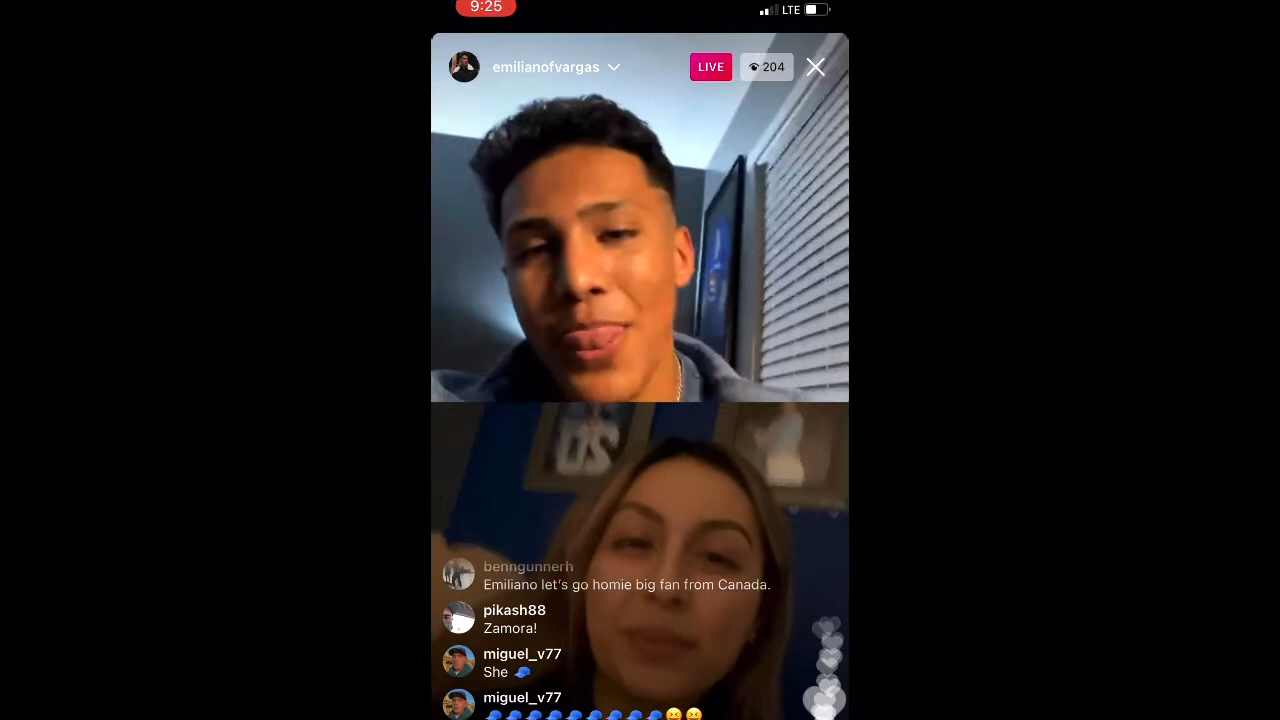 9:25
LTE
emilianofvargas
LIVE
204
20
benngunnerh
Emiliano let's go homie big fan from Canada.
pikash88
Zamora!
miguel_v77
She 🧢
miguel_v77
🧢🧢🧢🧢🧢🧢🧢🧢🧢😆😆